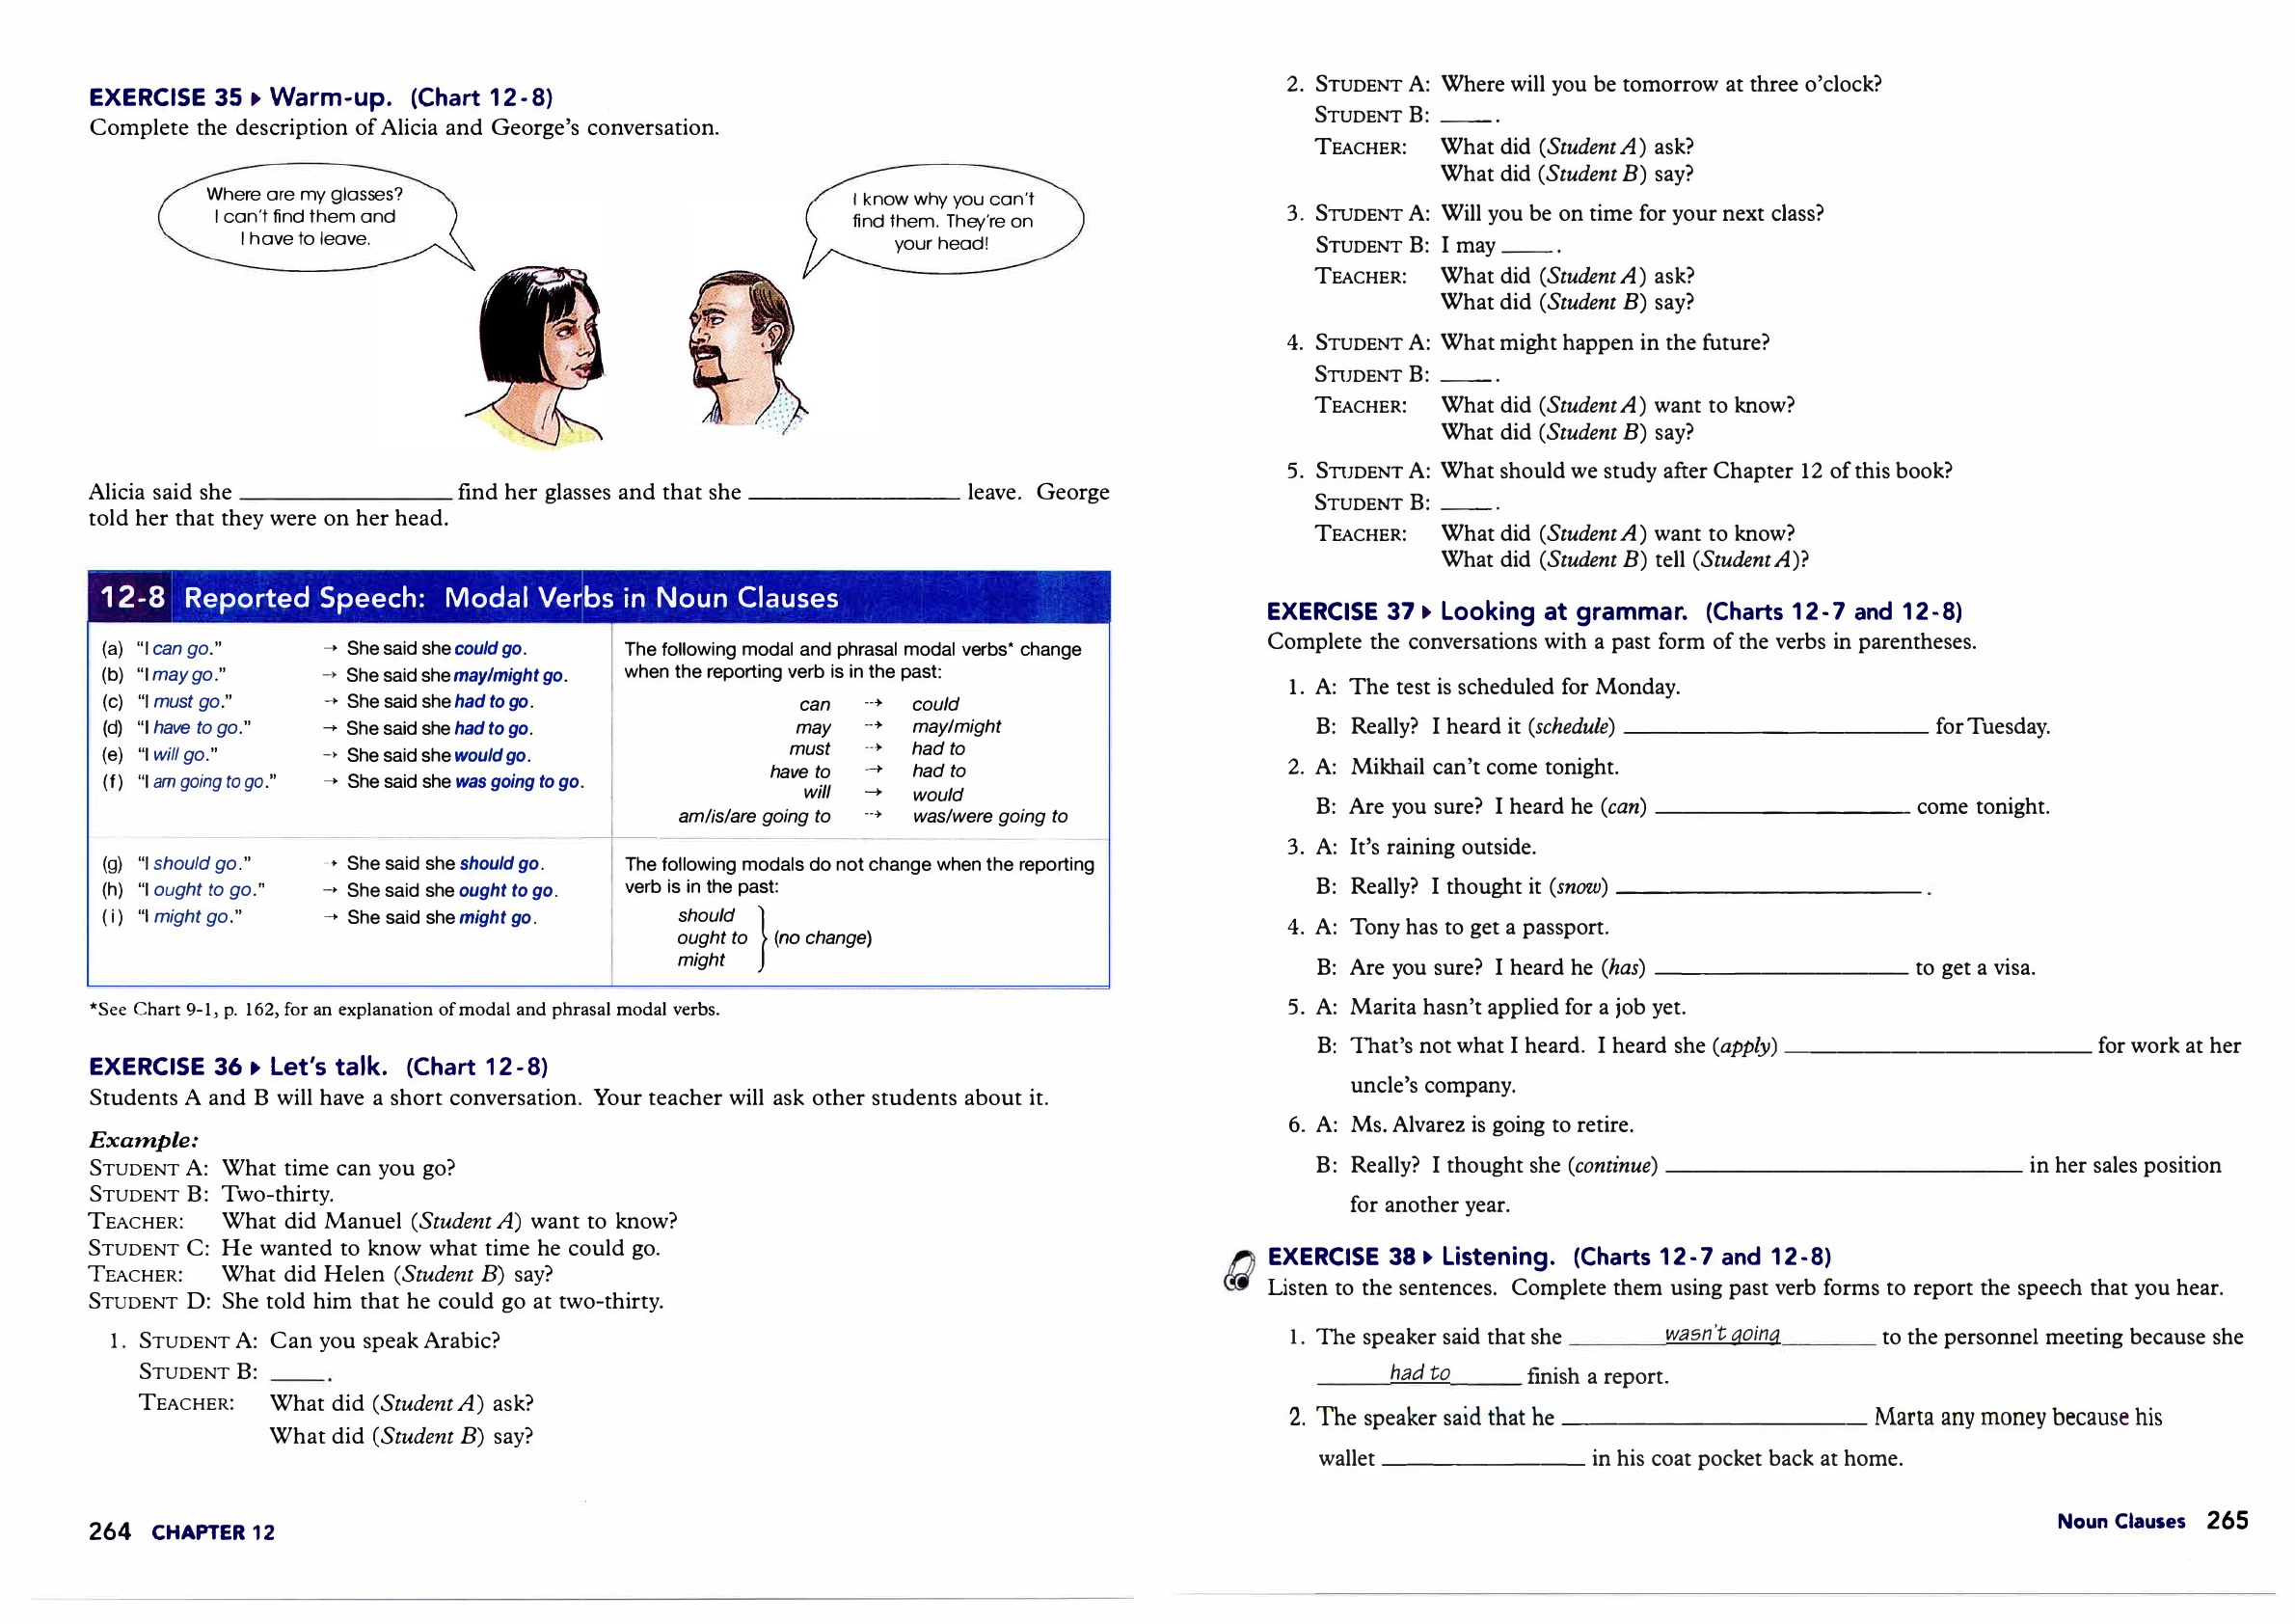 EXERCISE 35 ▸ Warm-up. (Chart 12-8)
Complete the description of Alicia and George's conversation.
Where are my glasses?
I can't find them and
I have to leave.
I know why you can't
find them. They're on
your head!
Alicia said she ____________ find her glasses and that she ____________ leave. George
told her that they were on her head.
12-8 Reported Speech: Modal Verbs in Noun Clauses
(a) "I can go." → She said she could go.
(b) "I may go." → She said she may/might go.
(c) "I must go." → She said she had to go.
(d) "I have to go." → She said she had to go.
(e) "I will go." → She said she would go.
(f) "I am going to go." → She said she was going to go.
The following modal and phrasal modal verbs* change
when the reporting verb is in the past:
can → could
may → may/might
must → had to
have to → had to
will → would
am/is/are going to → was/were going to
(g) "I should go." → She said she should go.
(h) "I ought to go." → She said she ought to go.
(i) "I might go." → She said she might go.
The following modals do not change when the reporting
verb is in the past:
should
ought to (no change)
might
*See Chart 9-1, p. 162, for an explanation of modal and phrasal modal verbs.
EXERCISE 36 ▸ Let's talk. (Chart 12-8)
Students A and B will have a short conversation. Your teacher will ask other students about it.
Example:
STUDENT A: What time can you go?
STUDENT B: Two-thirty.
TEACHER: What did Manuel (Student A) want to know?
STUDENT C: He wanted to know what time he could go.
TEACHER: What did Helen (Student B) say?
STUDENT D: She told him that he could go at two-thirty.
1. STUDENT A: Can you speak Arabic?
STUDENT B: ____.
TEACHER: What did (Student A) ask?
What did (Student B) say?
264 CHAPTER 12
2. STUDENT A: Where will you be tomorrow at three o'clock?
STUDENT B: ____.
TEACHER: What did (Student A) ask?
What did (Student B) say?
3. STUDENT A: Will you be on time for your next class?
STUDENT B: I may ____.
TEACHER: What did (Student A) ask?
What did (Student B) say?
4. STUDENT A: What might happen in the future?
STUDENT B: ____.
TEACHER: What did (Student A) want to know?
What did (Student B) say?
5. STUDENT A: What should we study after Chapter 12 of this book?
STUDENT B: ____.
TEACHER: What did (Student A) want to know?
What did (Student B) tell (Student A)?
EXERCISE 37 ▸ Looking at grammar. (Charts 12-7 and 12-8)
Complete the conversations with a past form of the verbs in parentheses.
1. A: The test is scheduled for Monday.
B: Really? I heard it (schedule) ____________ for Tuesday.
2. A: Mikhail can't come tonight.
B: Are you sure? I heard he (can) ____________ come tonight.
3. A: It's raining outside.
B: Really? I thought it (snow) ____________.
4. A: Tony has to get a passport.
B: Are you sure? I heard he (has) ____________ to get a visa.
5. A: Marita hasn't applied for a job yet.
B: That's not what I heard. I heard she (apply) ____________ for work at her
uncle's company.
6. A: Ms. Alvarez is going to retire.
B: Really? I thought she (continue) ____________ in her sales position
for another year.
EXERCISE 38 ▸ Listening. (Charts 12-7 and 12-8)
Listen to the sentences. Complete them using past verb forms to report the speech that you hear.
1. The speaker said that she wasn't going to the personnel meeting because she
had to finish a report.
2. The speaker said that he ____________ Marta any money because his
wallet ____________ in his coat pocket back at home.
Noun Clauses 265